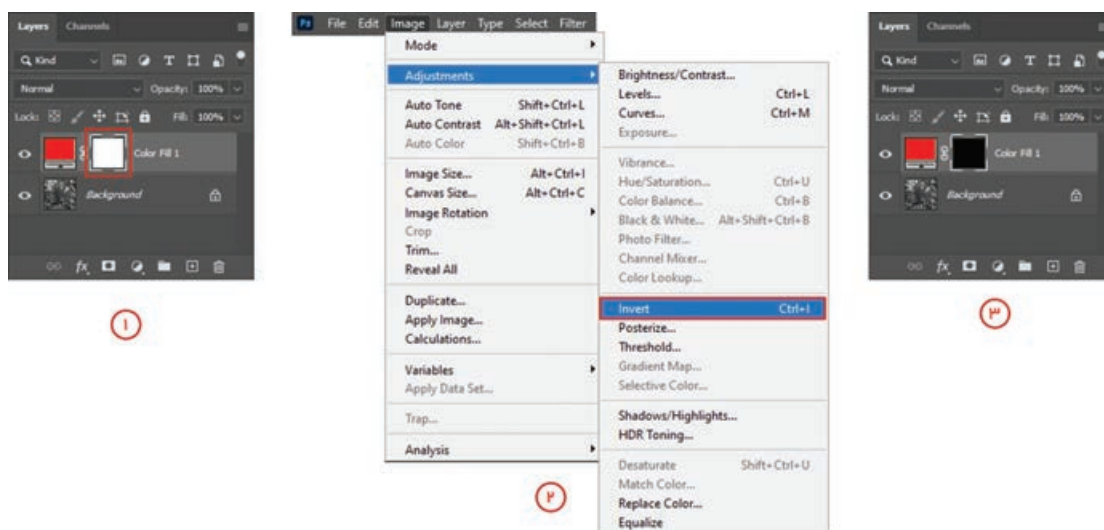 Layers Channels
Kind
Normal Opacity: 100%
Lock: Fill: 100%
Color Fill 1
Background
fx
۱
Ps File Edit Image Layer Type Select Filter
Mode
Adjustments
Auto Tone Shift+Ctrl+L
Auto Contrast Alt+Shift+Ctrl+L
Auto Color Shift+Ctrl+B
Image Size... Alt+Ctrl+I
Canvas Size... Alt+Ctrl+C
Image Rotation
Crop
Trim...
Reveal All
Duplicate...
Apply Image...
Calculations...
Variables
Apply Data Set...
Trap...
Analysis
Brightness/Contrast...
Levels... Ctrl+L
Curves... Ctrl+M
Exposure...
Vibrance...
Hue/Saturation... Ctrl+U
Color Balance... Ctrl+B
Black & White... Alt+Shift+Ctrl+B
Photo Filter...
Channel Mixer...
Color Lookup...
Invert Ctrl+I
Posterize...
Threshold...
Gradient Map...
Selective Color...
Shadows/Highlights...
HDR Toning...
Desaturate Shift+Ctrl+U
Match Color...
Replace Color...
Equalize
۲
Layers Channels
Kind
Normal Opacity: 100%
Lock: Fill: 100%
Color Fill 1
Background
fx
۳